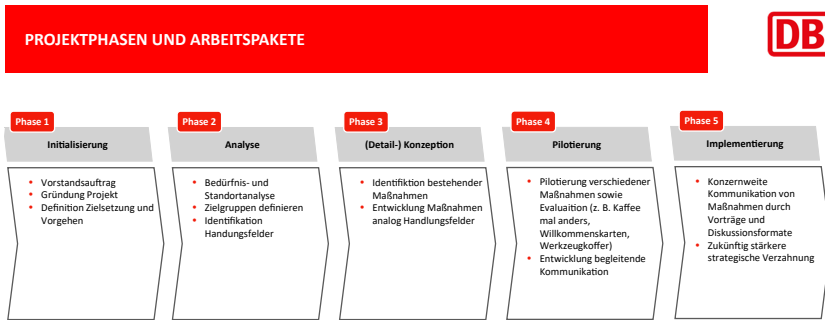 PROJEKTPHASEN UND ARBEITSPAKETE
DB
Phase 1
Initialisierung
• Vorstandsauftrag
• Gründung Projekt
• Definition Zielsetzung und
Vorgehen
Phase 2
Analyse
• Bedürfnis- und
Standortanalyse
• Zielgruppen definieren
• Identifikation
Handungsfelder
Phase 3
(Detail-) Konzeption
• Identifiktion bestehender
Maßnahmen
• Entwicklung Maßnahmen
analog Handlungsfelder
Phase 4
Pilotierung
• Pilotierung verschiedener
Maßnahmen sowie
Evaluaition (z. B. Kaffee
mal anders,
Willkommenskarten,
Werkzeugkoffer)
• Entwicklung begleitende
Kommunikation
Phase 5
Implementierung
• Konzernweite
Kommunikation von
Maßnahmen durch
Vorträge und
Diskussionsformate
• Zukünftig stärkere
strategische Verzahnung